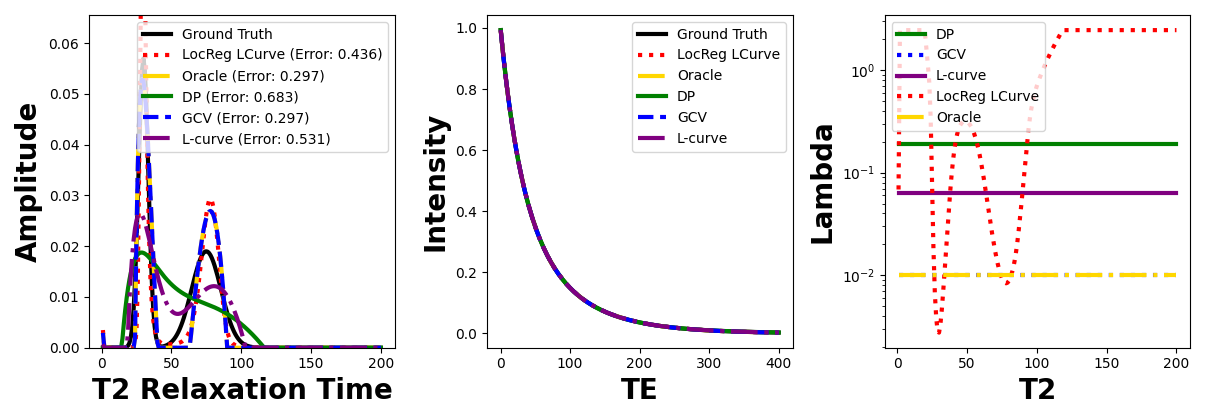 Amplitude
0.06
0.05
0.04
0.03
0.02
0.01
0.00
Ground Truth
LocReg LCurve (Error: 0.436)
Oracle (Error: 0.297)
DP (Error: 0.683)
GCV (Error: 0.297)
L-curve (Error: 0.531)
0 50 100 150 200
T2 Relaxation Time
Intensity
1.0
0.8
0.6
0.4
0.2
0.0
Ground Truth
LocReg LCurve
Oracle
DP
GCV
L-curve
0 100 200 300 400
TE
Lambda
10⁰
10⁻¹
10⁻²
DP
GCV
L-curve
LocReg LCurve
Oracle
0 50 100 150 200
T2